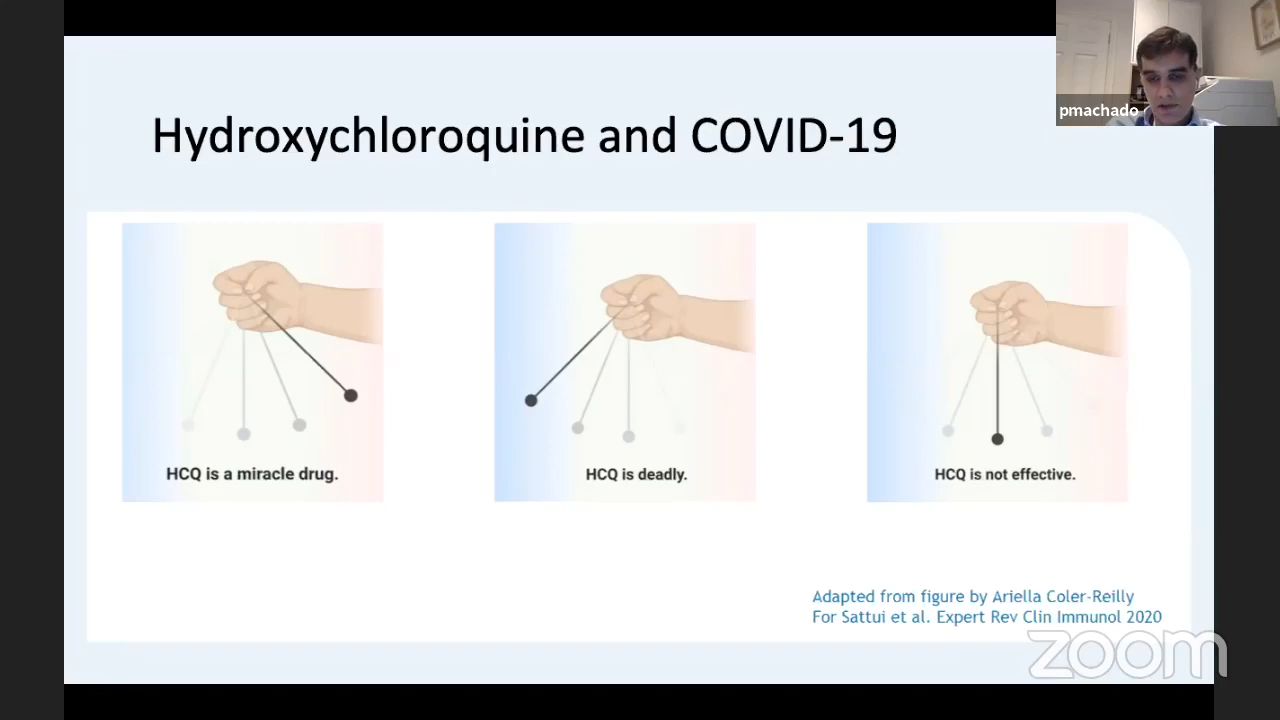 pmachado
Hydroxychloroquine and COVID-19
HCQ is a miracle drug.
HCQ is deadly.
HCQ is not effective.
Adapted from figure by Ariella Coler-Reilly
For Sattui et al. Expert Rev Clin Immunol 2020
zoom